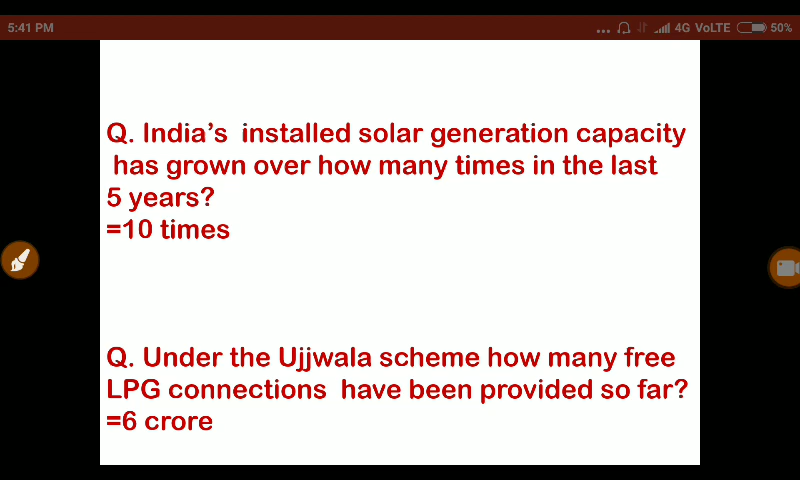 5:41 PM
... 4G VoLTE 50%
Q. India's  installed solar generation capacity
has grown over how many times in the last
5 years?
=10 times
Q. Under the Ujjwala scheme how many free
LPG connections  have been provided so far?
=6 crore